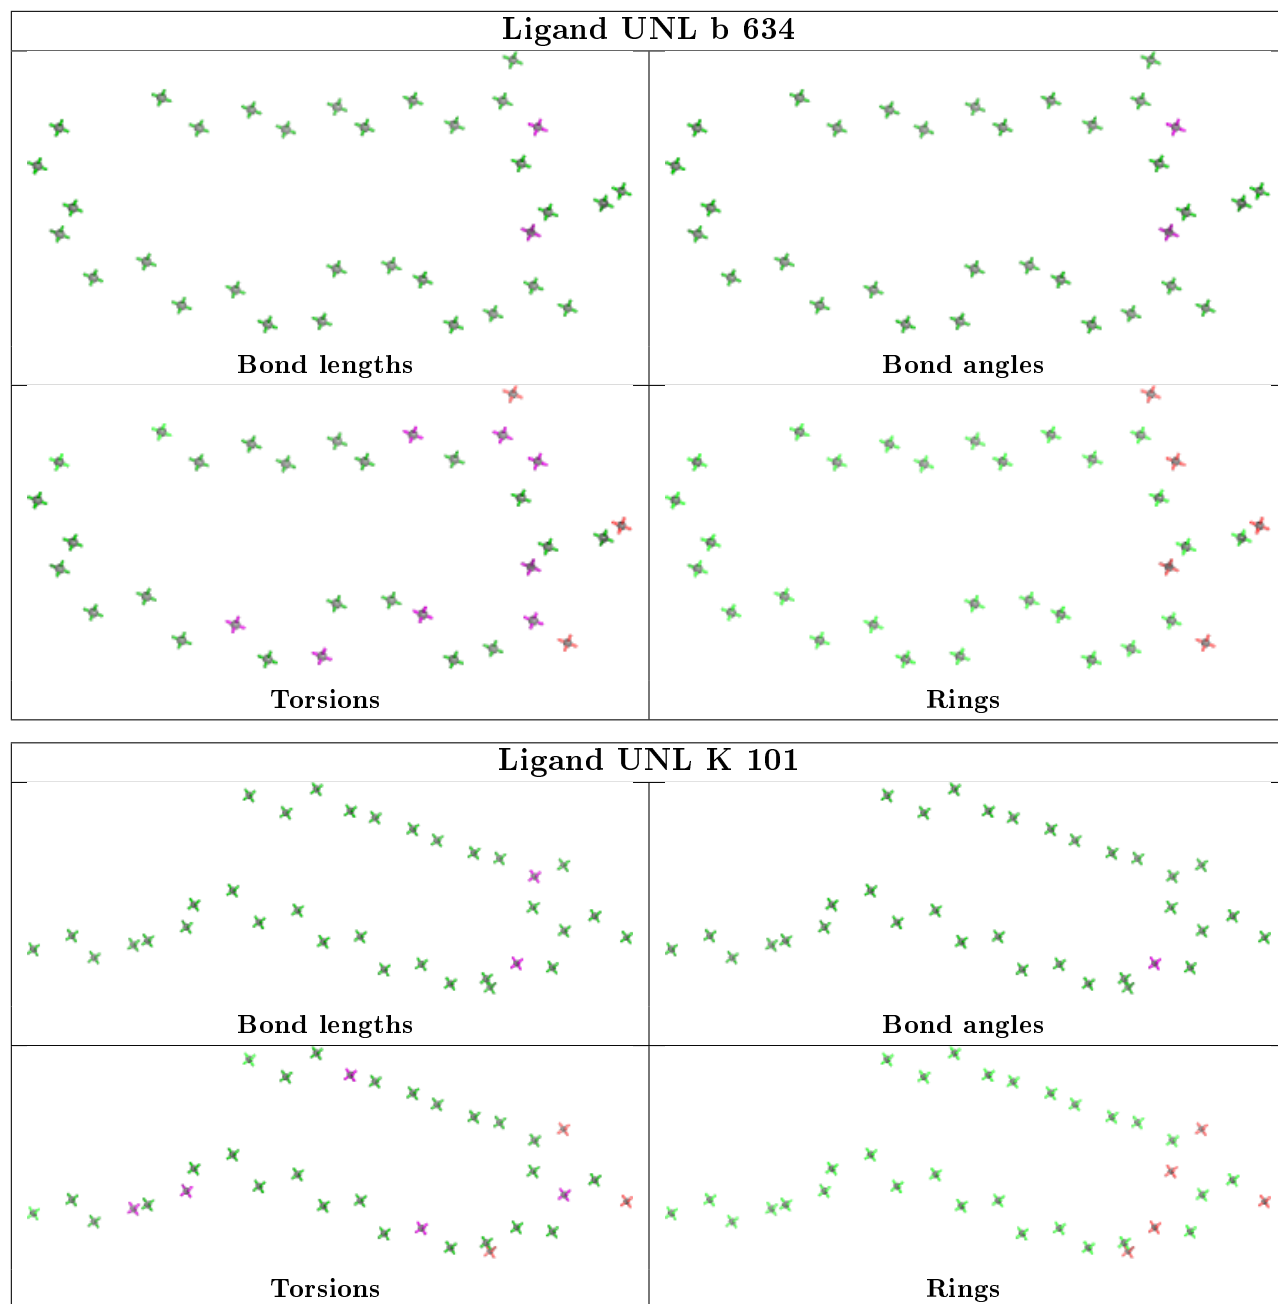 Ligand UNL b 634
Bond lengths
Bond angles
Torsions
Rings
Ligand UNL K 101
Bond lengths
Bond angles
Torsions
Rings